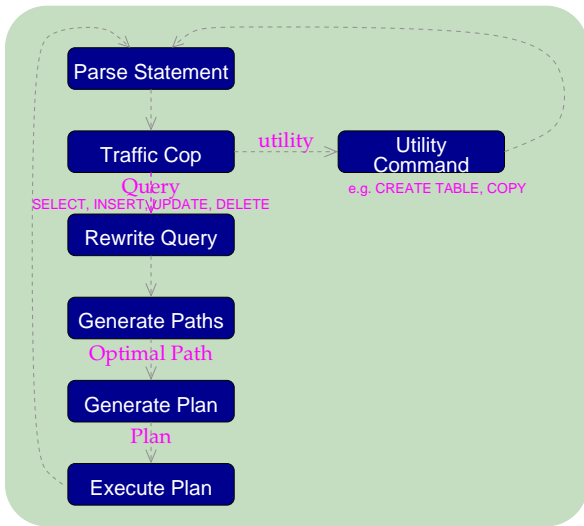 Parse Statement
Traffic Cop
utility
Utility
Command
Query
e.g. CREATE TABLE, COPY
SELECT, INSERT, UPDATE, DELETE
Rewrite Query
Generate Paths
Optimal Path
Generate Plan
Plan
Execute Plan